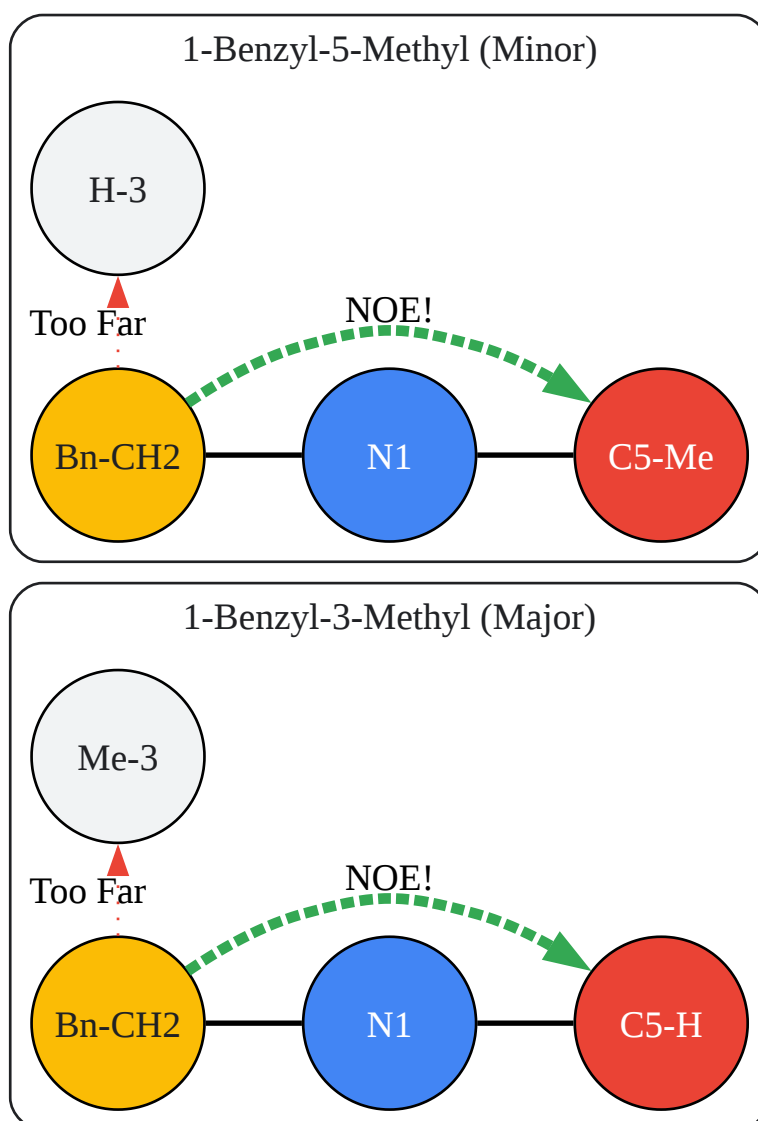 1-Benzyl-5-Methyl (Minor)
H-3
Too Far
NOE!
Bn-CH2
N1
C5-Me
1-Benzyl-3-Methyl (Major)
Me-3
Too Far
NOE!
Bn-CH2
N1
C5-H